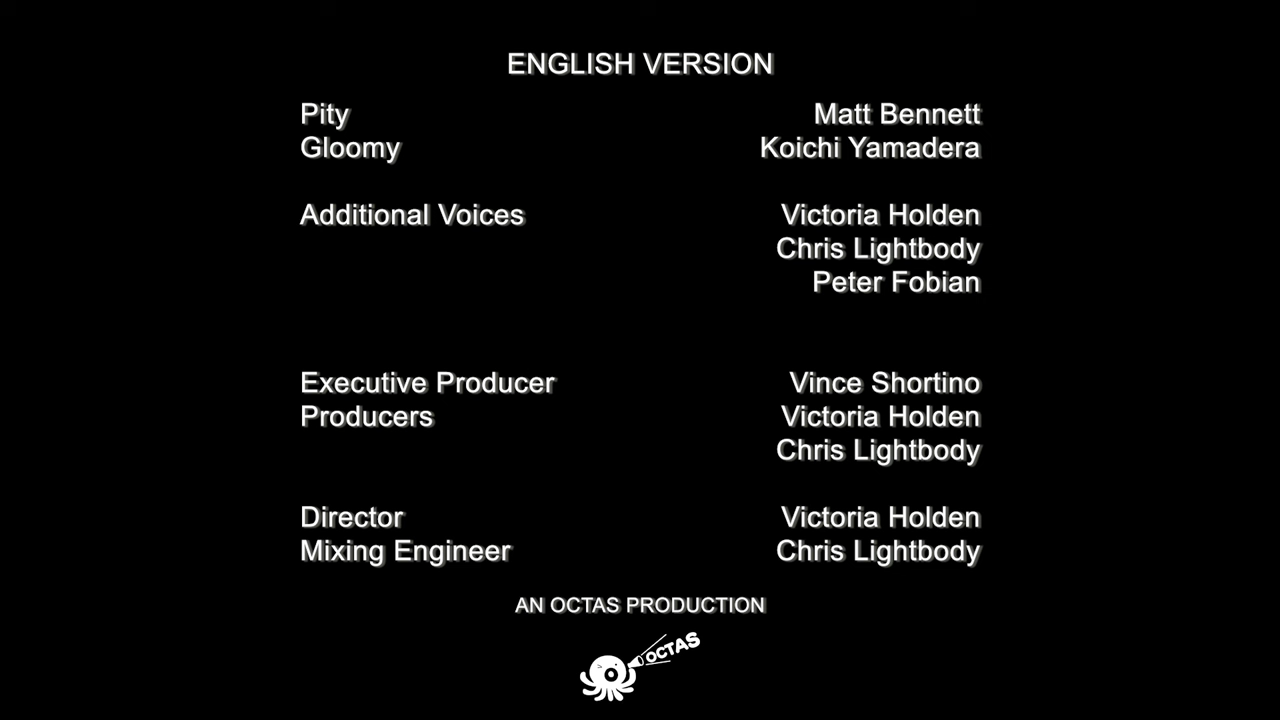 ENGLISH VERSION
Pity Matt Bennett
Gloomy Koichi Yamadera
Additional Voices Victoria Holden
Chris Lightbody
Peter Fobian
Executive Producer Vince Shortino
Producers Victoria Holden
Chris Lightbody
Director Victoria Holden
Mixing Engineer Chris Lightbody
AN OCTAS PRODUCTION
OCTAS